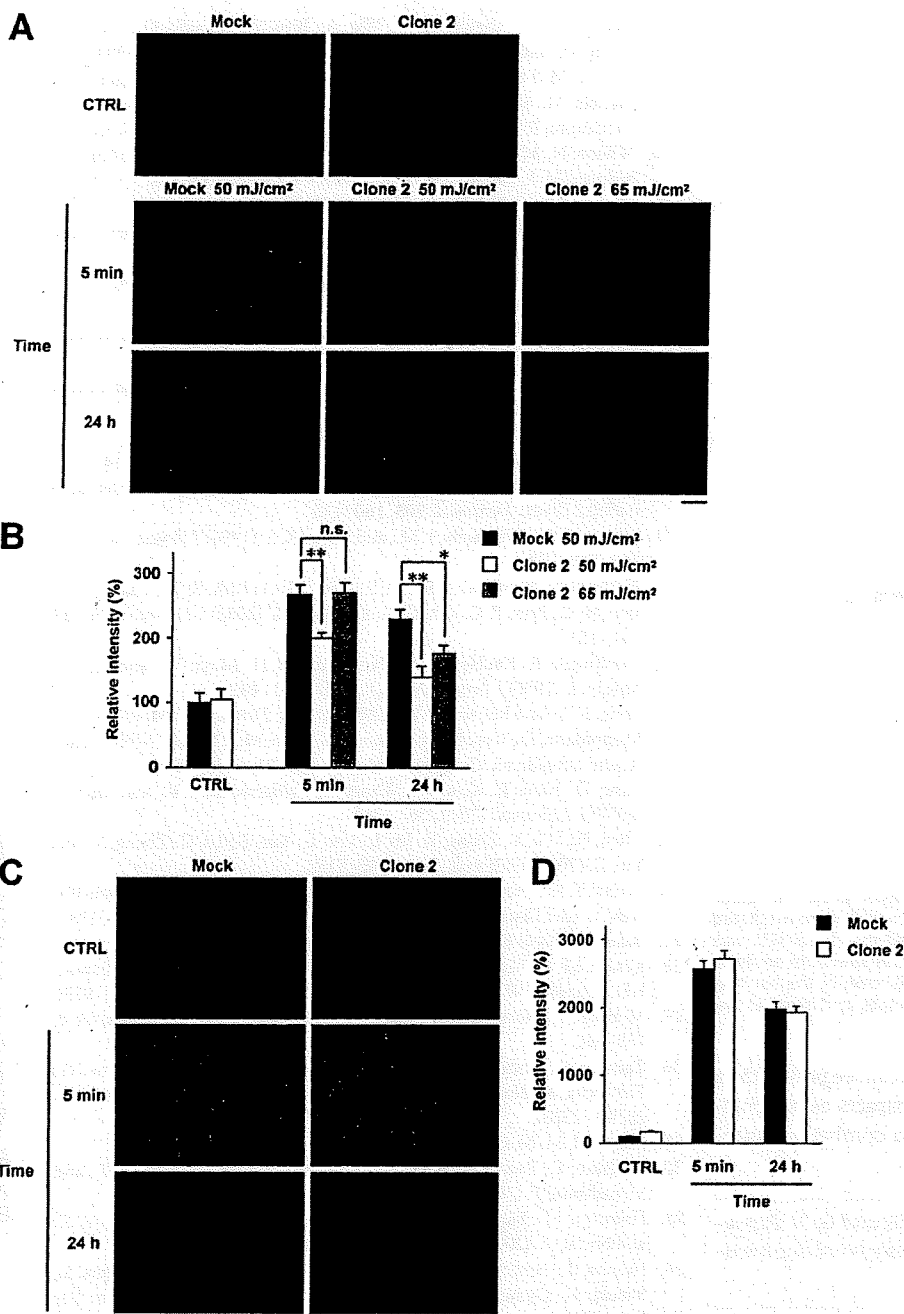 A
Mock Clone 2
CTRL
Mock 50 mJ/cm² Clone 2 50 mJ/cm² Clone 2 65 mJ/cm²
5 min
Time
24 h
B
n.s.
** ** *
Mock 50 mJ/cm²
Clone 2 50 mJ/cm²
Clone 2 65 mJ/cm²
Relative intensity (%)
300
200
100
0
CTRL 5 min 24 h
Time
C
Mock Clone 2
CTRL
5 min
Time
24 h
D
Mock
Clone 2
Relative intensity (%)
3000
2000
1000
0
CTRL 5 min 24 h
Time